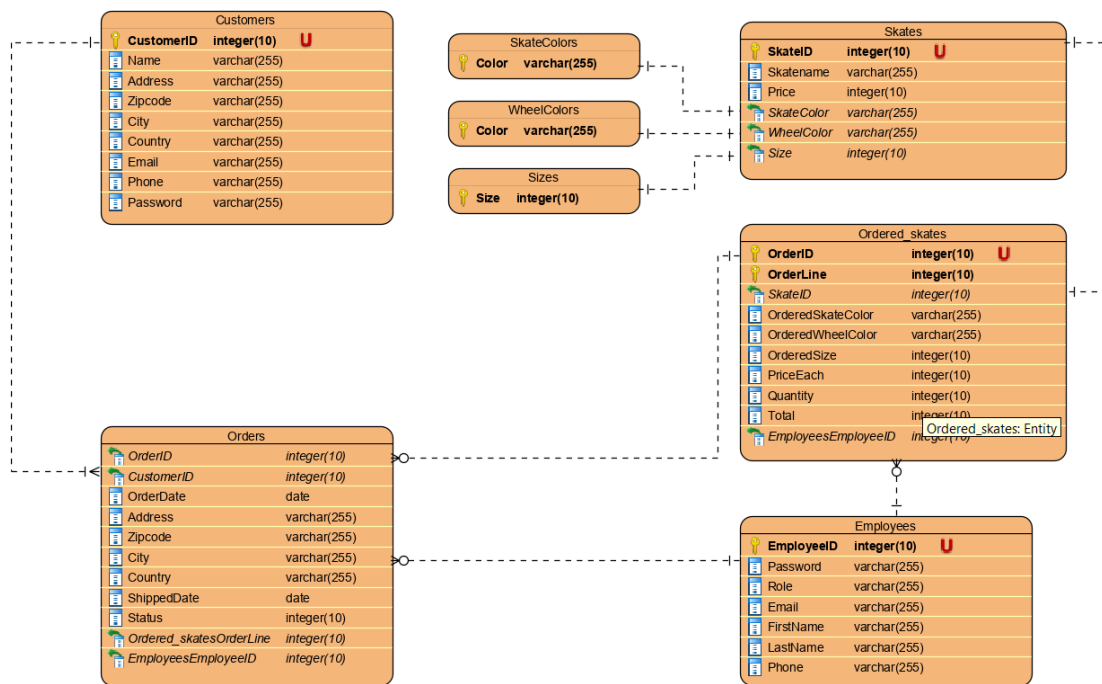 Customers
CustomerID integer(10) U
Name varchar(255)
Address varchar(255)
Zipcode varchar(255)
City varchar(255)
Country varchar(255)
Email varchar(255)
Phone varchar(255)
Password varchar(255)
SkateColors
Color varchar(255)
WheelColors
Color varchar(255)
Sizes
Size integer(10)
Skates
SkateID integer(10) U
Skatename varchar(255)
Price integer(10)
SkateColor varchar(255)
WheelColor varchar(255)
Size integer(10)
Ordered_skates
OrderID integer(10) U
OrderLine integer(10)
SkateID integer(10)
OrderedSkateColor varchar(255)
OrderedWheelColor varchar(255)
OrderedSize integer(10)
PriceEach integer(10)
Quantity integer(10)
Total integer(10)
Ordered_skates: Entity
EmployeesEmployeeID integer(10)
Orders
OrderID integer(10)
CustomerID integer(10)
OrderDate date
Address varchar(255)
Zipcode varchar(255)
City varchar(255)
Country varchar(255)
ShippedDate date
Status integer(10)
Ordered_skatesOrderLine integer(10)
EmployeesEmployeeID integer(10)
Employees
EmployeeID integer(10) U
Password varchar(255)
Role varchar(255)
Email varchar(255)
FirstName varchar(255)
LastName varchar(255)
Phone varchar(255)